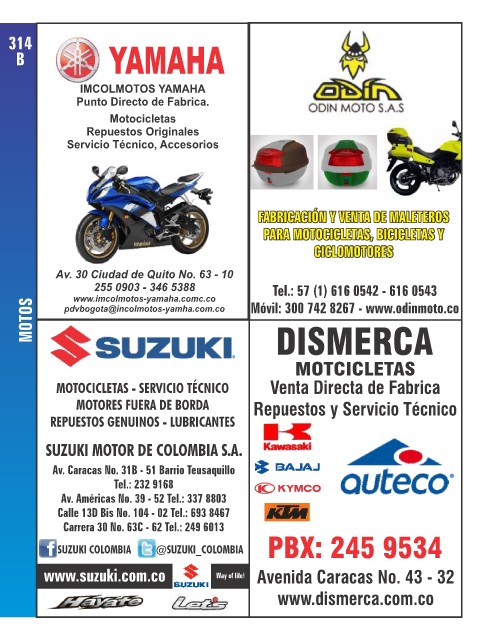 314
B
MOTOS
YAMAHA
IMCOLMOTOS YAMAHA
Punto Directo de Fabrica.
Motocicletas
Repuestos Originales
Servicio Técnico, Accesorios
Av. 30 Ciudad de Quito No. 63 - 10
255 0903 - 346 5388
www.imcolmotos-yamaha.comc.co
pdvbogota@incolmotos-yamha.com.co
ODIN
ODIN MOTO S.A.S
FABRICACIÓN Y VENTA DE MALETEROS
PARA MOTOCICLETAS, BICICLETAS Y
CICLOMOTORES
Tel.: 57 (1) 616 0542 - 616 0543
Móvil: 300 742 8267 - www.odinmoto.co
SUZUKI
MOTOCICLETAS - SERVICIO TÉCNICO
MOTORES FUERA DE BORDA
REPUESTOS GENUINOS - LUBRICANTES
SUZUKI MOTOR DE COLOMBIA S.A.
Av. Caracas No. 31B - 51 Barrio Teusaquillo
Tel.: 232 9168
Av. Américas No. 39 - 52 Tel.: 337 8803
Calle 13D Bis No. 104 - 02 Tel.: 693 8467
Carrera 30 No. 63C - 62 Tel.: 249 6013
SUZUKI COLOMBIA @SUZUKI_COLOMBIA
www.suzuki.com.co
SUZUKI
Way of life!
Hayate Let's
DISMERCA
MOTCICLETAS
Venta Directa de Fabrica
Repuestos y Servicio Técnico
Kawasaki
BAJAJ
KYMCO
KTM
auteco
PBX: 245 9534
Avenida Caracas No. 43 - 32
www.dismerca.com.co